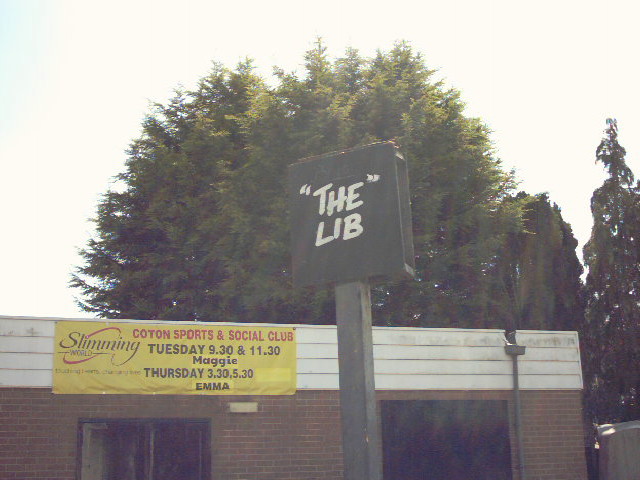 "THE"
LIB
Slimming
WORLD
COTON SPORTS & SOCIAL CLUB
TUESDAY 9.30 & 11.30
Maggie
THURSDAY 3.30,5.30
EMMA